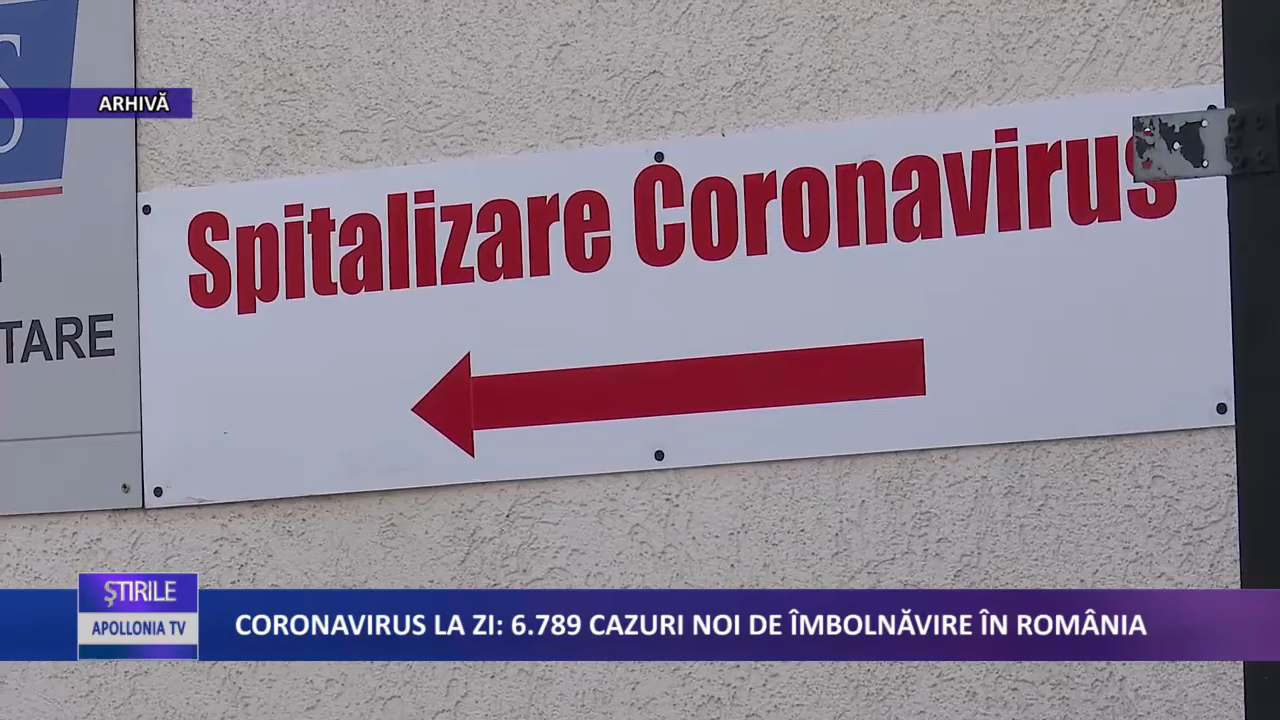 S
ARHIVĂ
Spitalizare Coronavirus
TARE
ȘTIRILE
APOLLONIA TV
CORONAVIRUS LA ZI: 6.789 CAZURI NOI DE ÎMBOLNĂVIRE ÎN ROMÂNIA